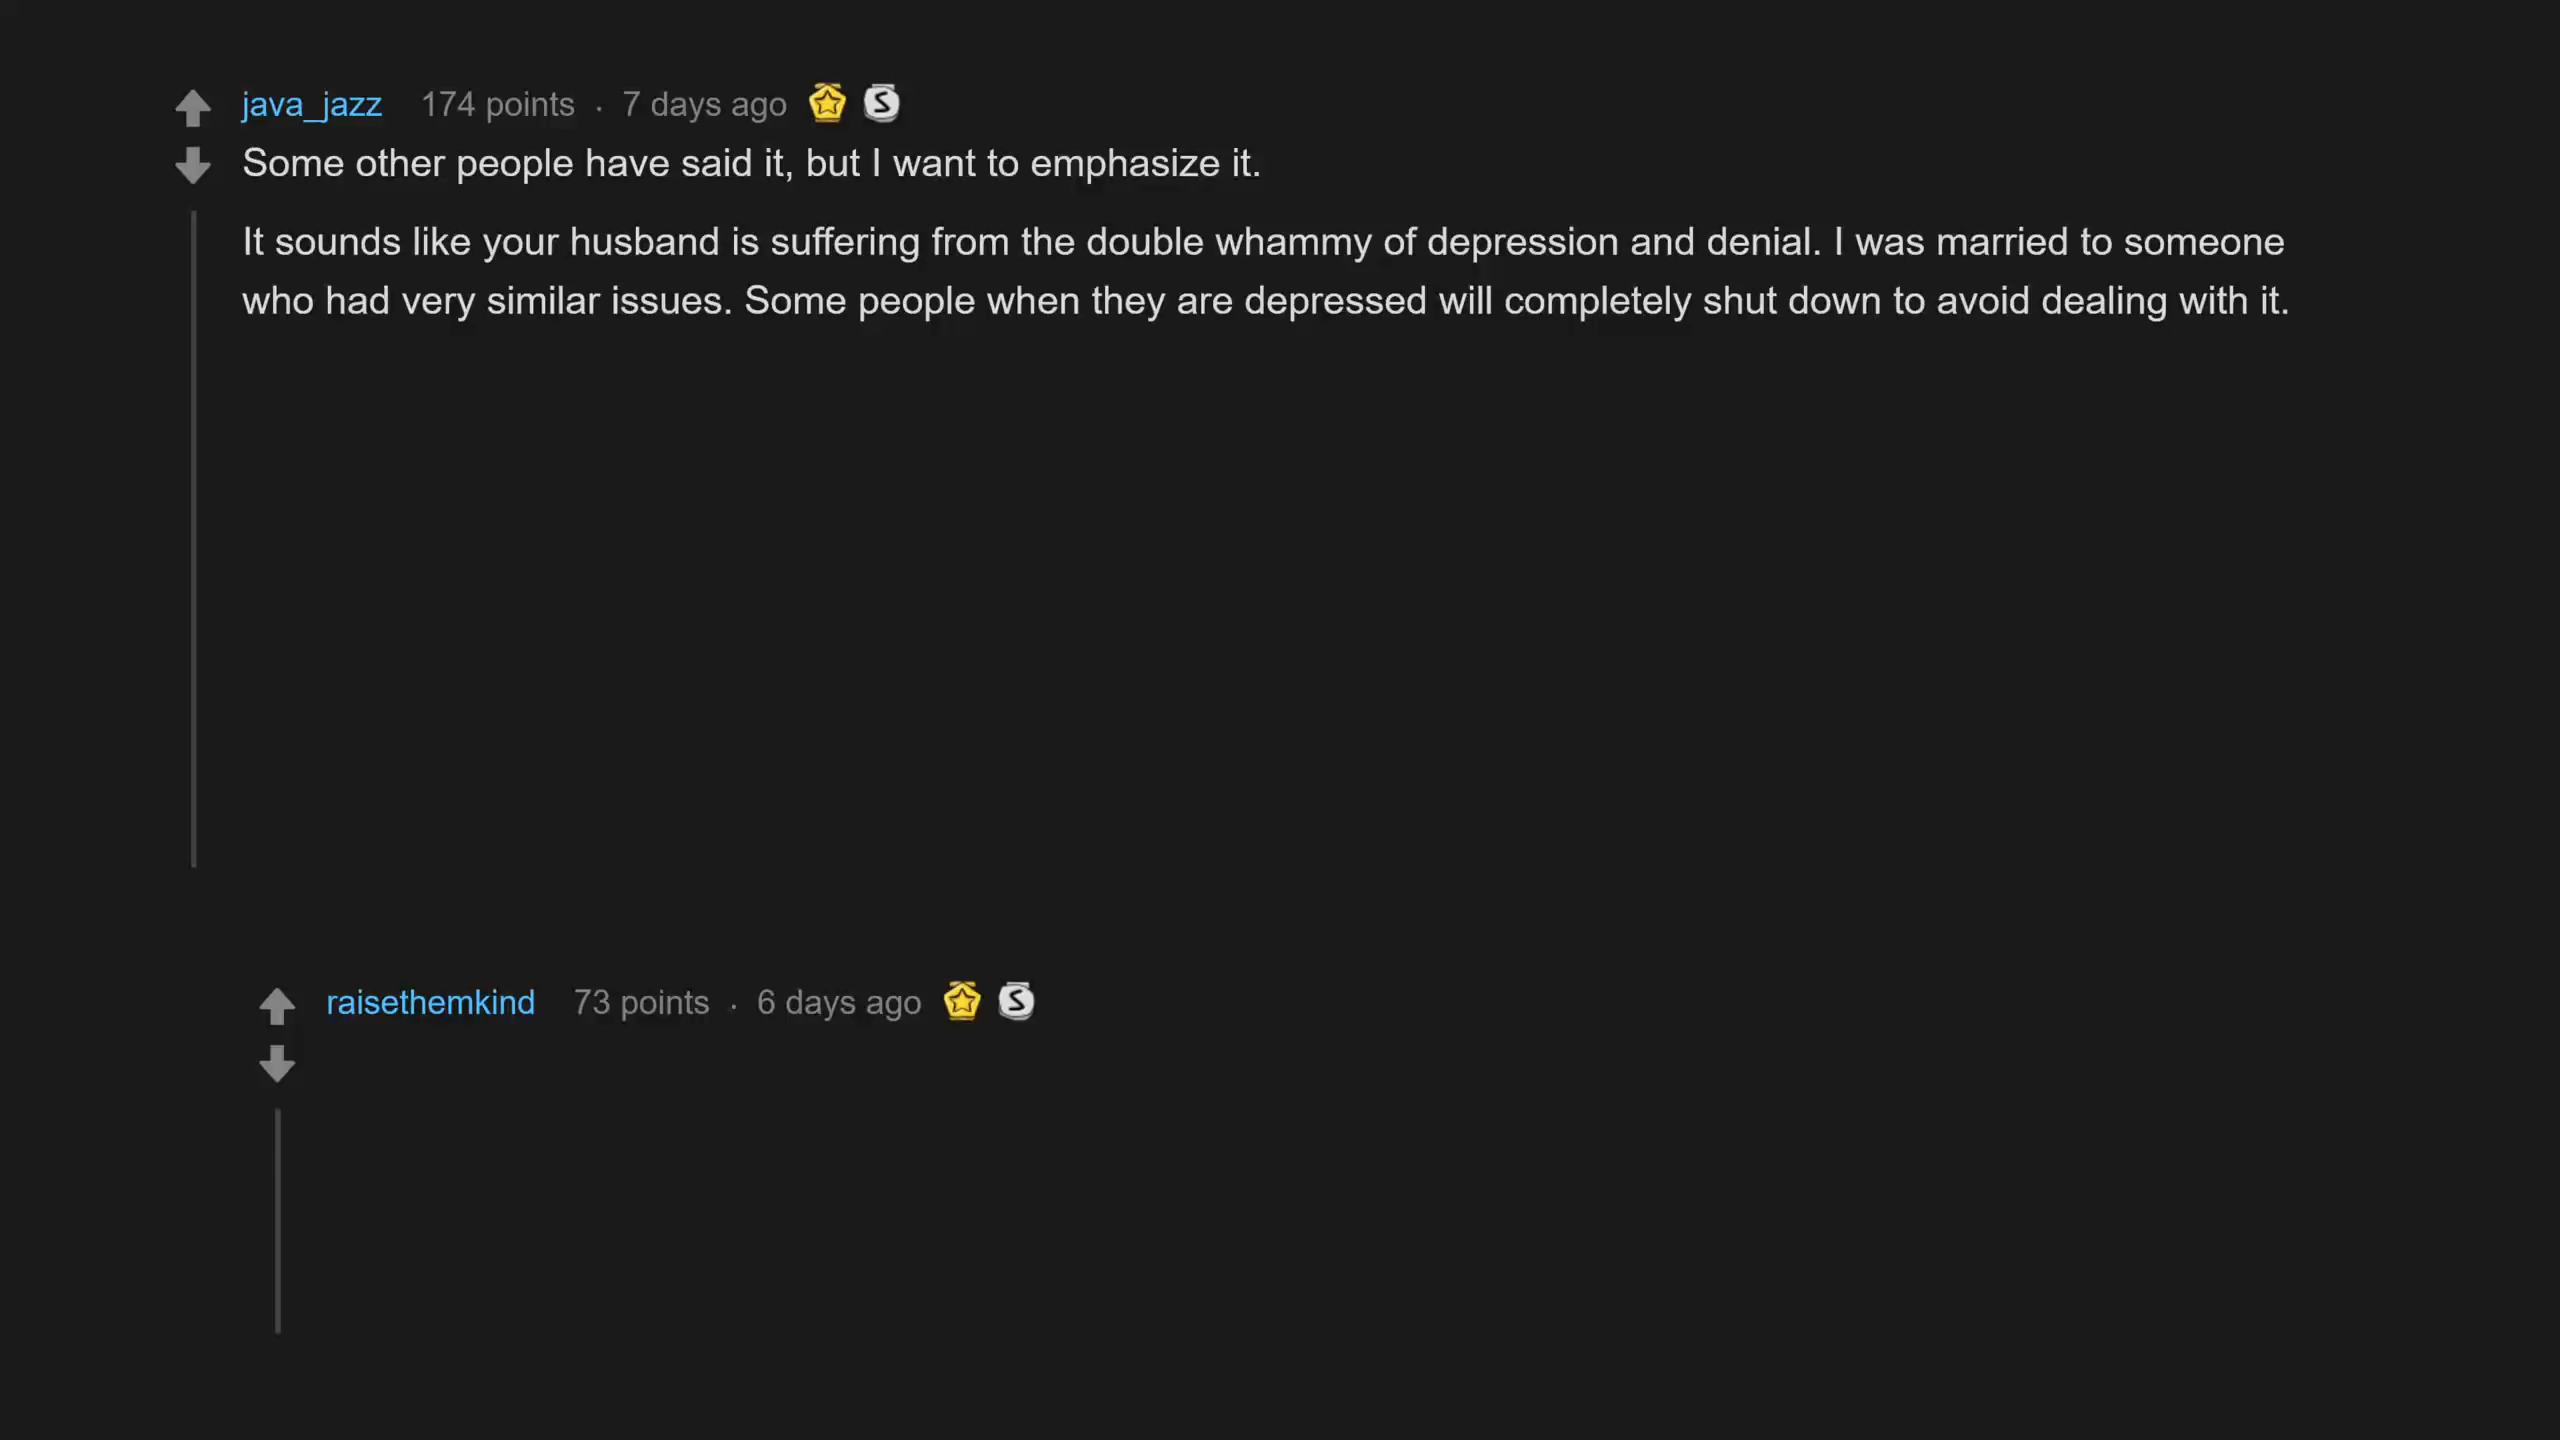 java_jazz 174 points · 7 days ago
Some other people have said it, but I want to emphasize it.
It sounds like your husband is suffering from the double whammy of depression and denial. I was married to someone
who had very similar issues. Some people when they are depressed will completely shut down to avoid dealing with it.
raisethemkind 73 points · 6 days ago